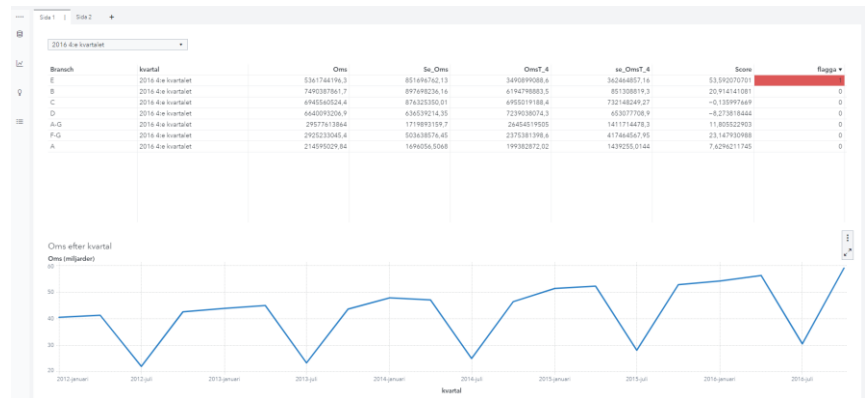 Sida 1 Sida 2 +
2016 4:e kvartalet
Bransch kvartal Oms Se_Oms OmsT_4 se_OmsT_4 Score flagga
E 2016 4:e kvartalet 5361744196,3 851696762,13 3490899088,6 362464857,16 53,592070701 1
B 2016 4:e kvartalet 7490387861,7 897698236,16 6194798883,5 851308819,3 20,914141081 0
C 2016 4:e kvartalet 6945560524,4 876325350,01 6955019188,4 732148249,27 -0,135997669 0
D 2016 4:e kvartalet 6640093206,9 636539214,35 7239038074,3 653077708,9 -8,273818444 0
A-G 2016 4:e kvartalet 29577613864 1719893159,7 26454519505 1411714478,3 11,805522903 0
F-G 2016 4:e kvartalet 2925233045,4 503638576,45 2375381398,6 417464567,95 23,147930988 0
A 2016 4:e kvartalet 214595029,84 1696056,5068 199382872,02 1439255,0144 7,6296211745 0
Oms efter kvartal
Oms (miljarder)
60
50
40
30
20
2012-januari 2012-juli 2013-januari 2013-juli 2014-januari 2014-juli 2015-januari 2015-juli 2016-januari 2016-juli
kvartal